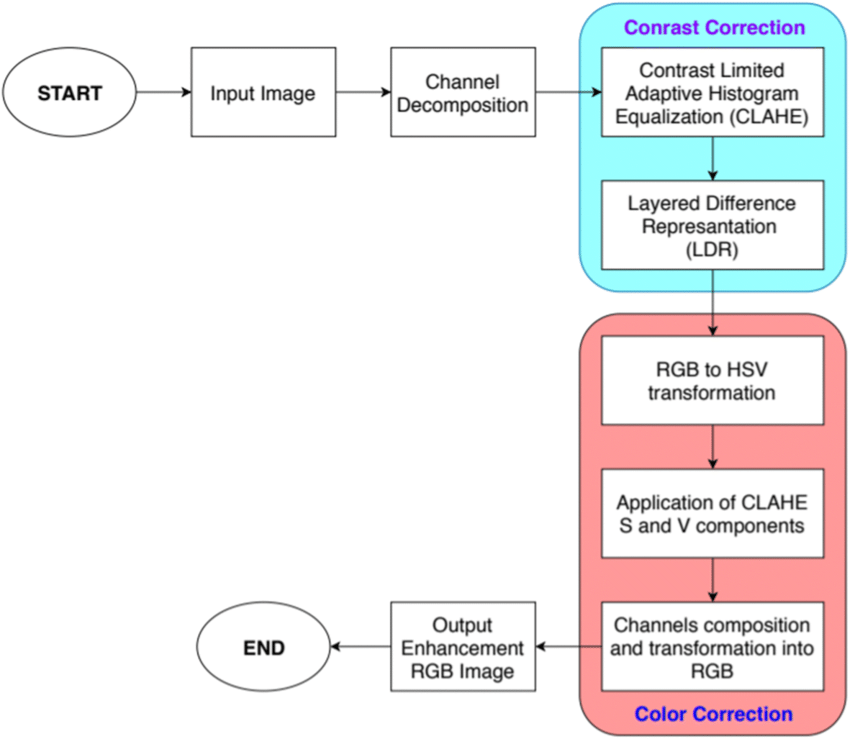 Conrast Correction
START
Input Image
Channel
Decomposition
Contrast Limited
Adaptive Histogram
Equalization (CLAHE)
Layered Difference
Represantation
(LDR)
RGB to HSV
transformation
Application of CLAHE
S and V components
Channels composition
and transformation into
RGB
Color Correction
Output
Enhancement
RGB Image
END